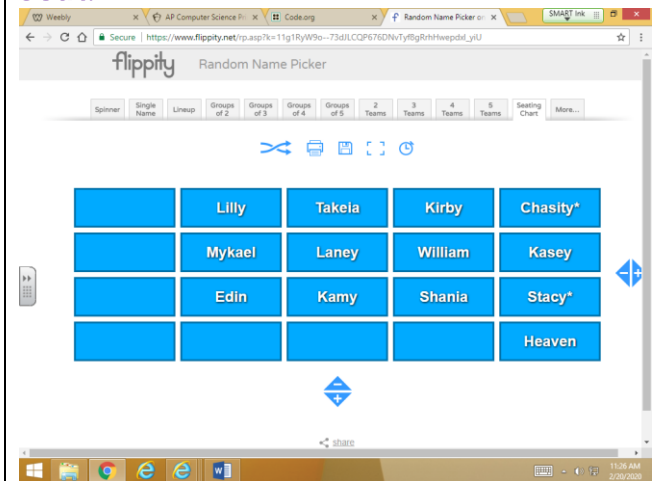 Weebly
AP Computer Science Pri
Code.org
Random Name Picker or
SMART Ink
Secure | https://www.flippity.net/rp.asp?k=
flippity Random Name Picker
Spinner
Single Name
Lineup
Groups of 2
Groups of 3
Groups of 4
Groups of 5
2 Teams
3 Teams
4 Teams
5 Teams
Seating Chart
More...
Lilly Takeia Kirby Chasity*
Mykael Laney William Kasey
Edin Kamy Shania Stacy*
Heaven
share
11:26 AM
2/20/2020